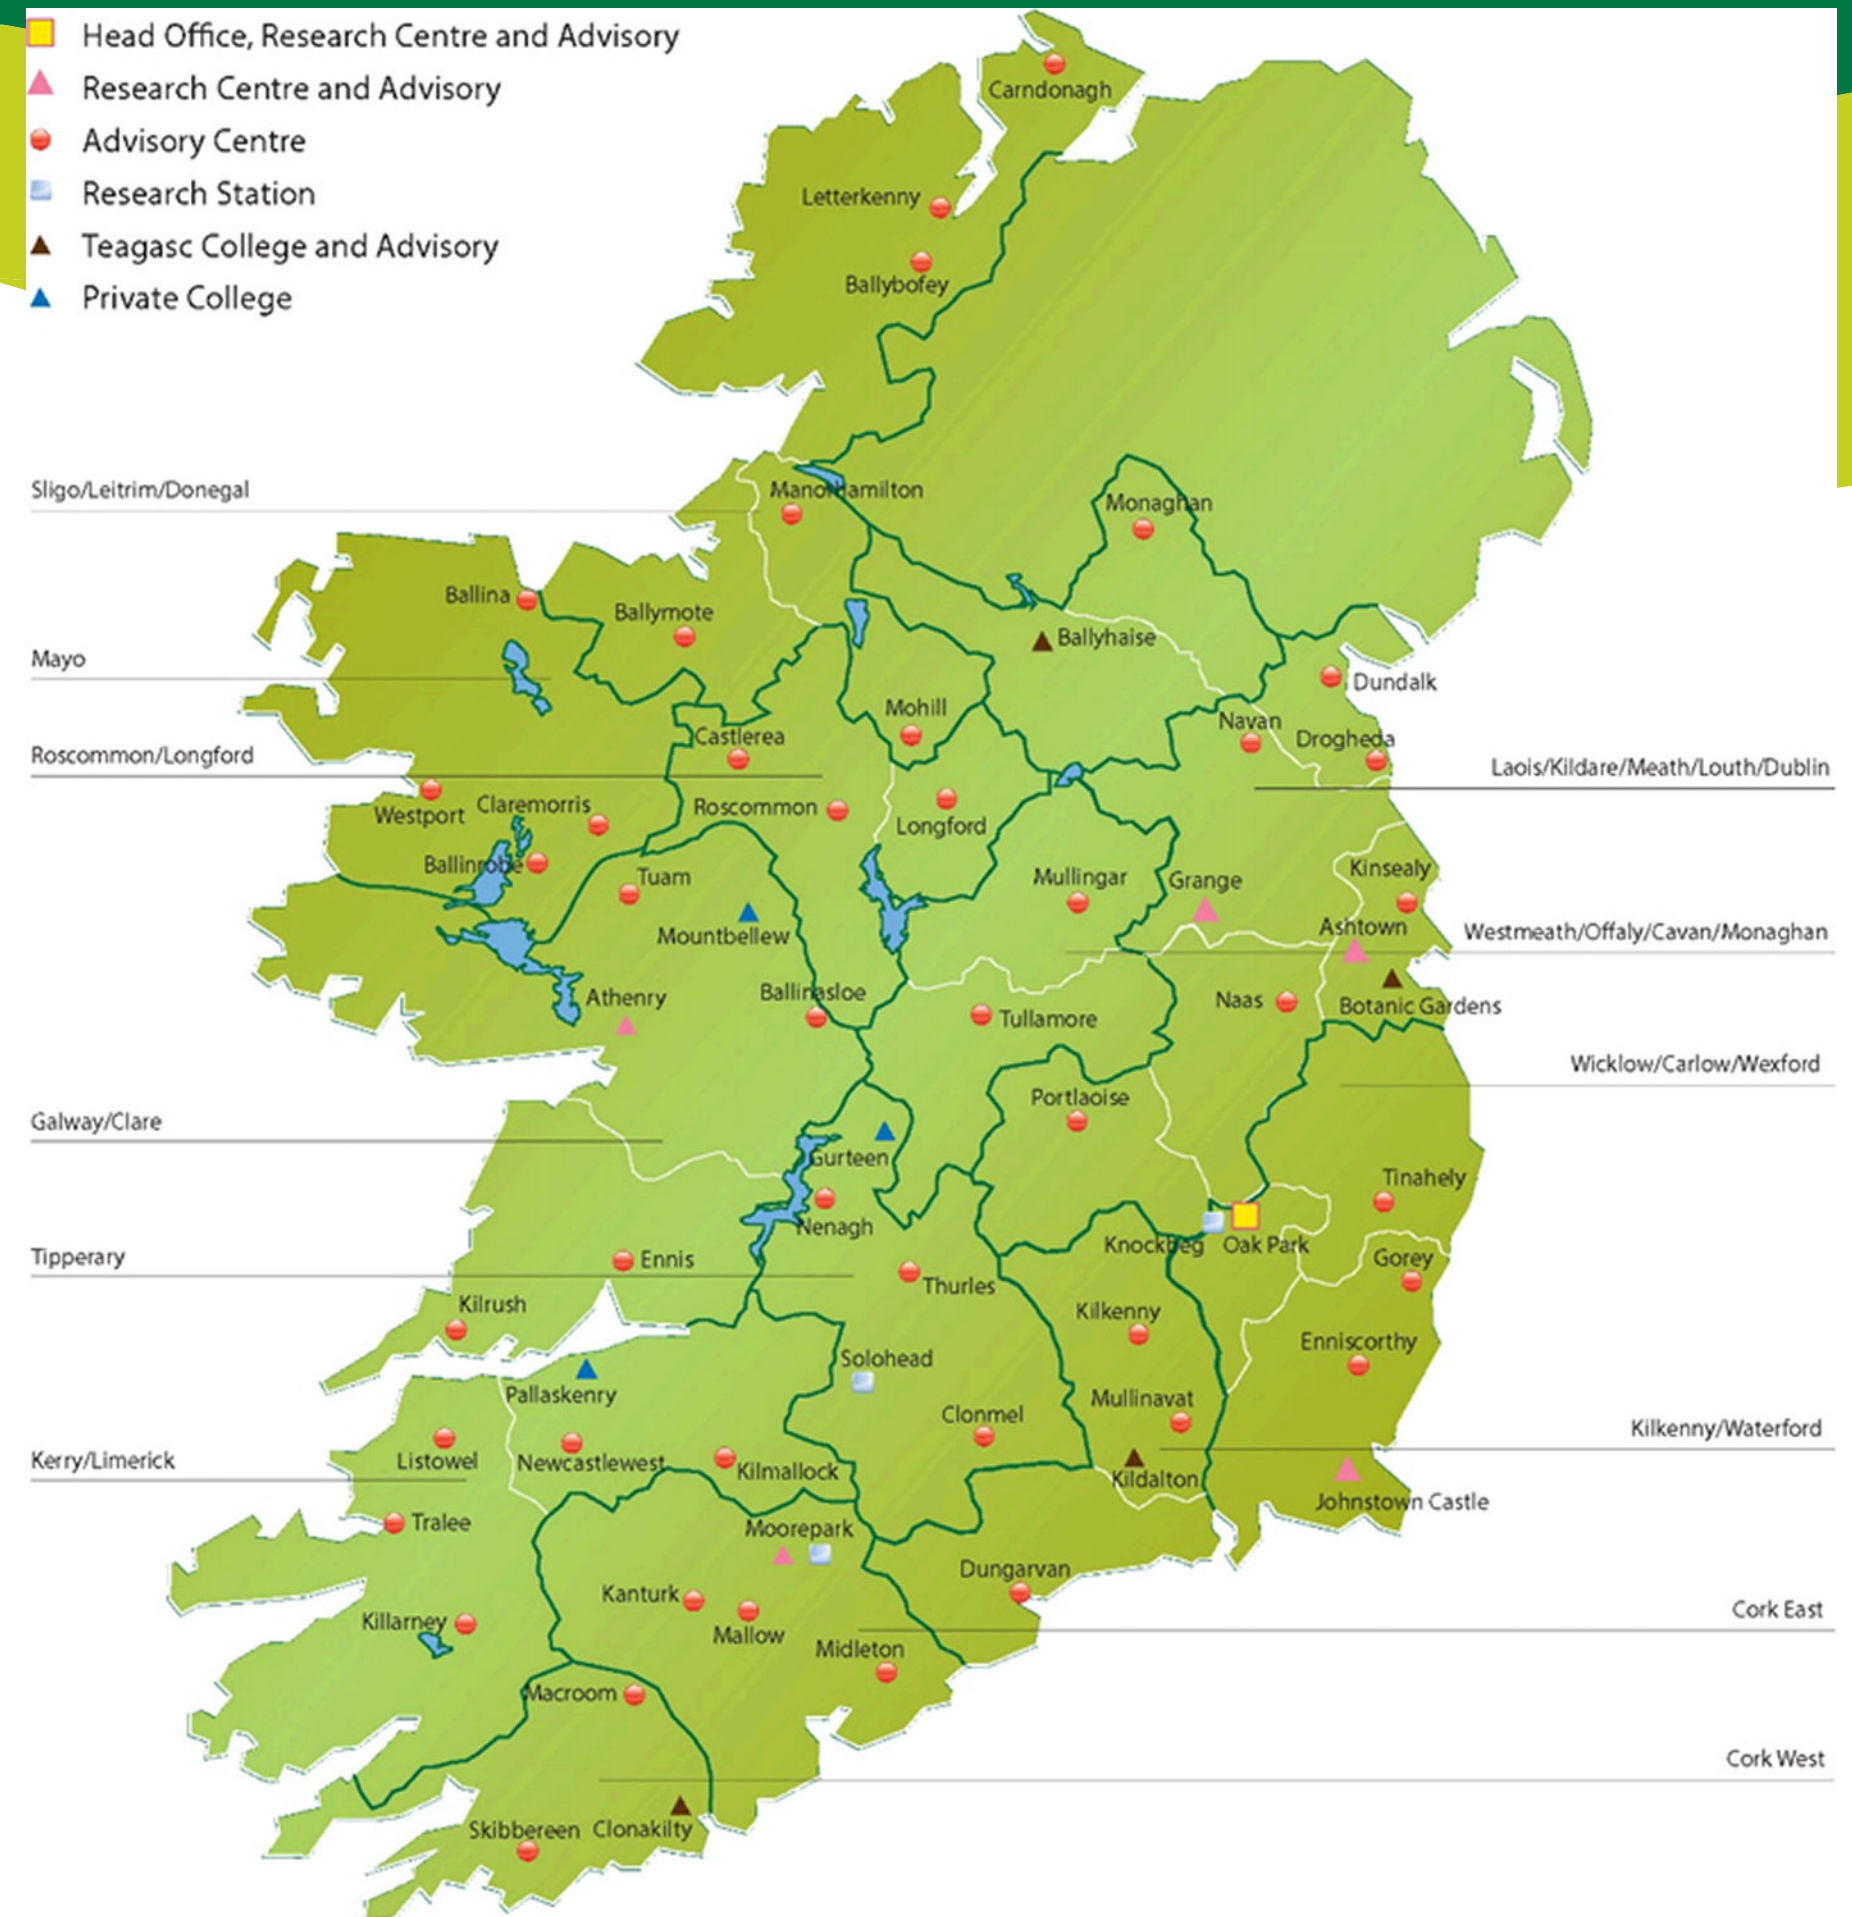 Head Office, Research Centre and Advisory
Research Centre and Advisory
Advisory Centre
Research Station
Teagasc College and Advisory
Private College
Carndonagh
Letterkenny
Ballybofey
Sligo/Leitrim/Donegal
Manorhamilton
Monaghan
Ballina
Ballymote
Ballyhaise
Mayo
Dundalk
Mohill
Navan
Castlerea
Drogheda
Roscommon/Longford
Laois/Kildare/Meath/Louth/Dublin
Westport
Claremorris
Roscommon
Longford
Ballinrobe
Tuam
Mullingar
Grange
Kinsealy
Mountbellew
Ashtown
Westmeath/Offaly/Cavan/Monaghan
Athenry
Ballinasloe
Tullamore
Naas
Botanic Gardens
Wicklow/Carlow/Wexford
Portlaoise
Galway/Clare
Gurteen
Tinahely
Nenagh
Knockbeg
Oak Park
Tipperary
Ennis
Gorey
Thurles
Kilrush
Kilkenny
Enniscorthy
Solohead
Pallaskenry
Mullinavat
Clonmel
Kilkenny/Waterford
Kerry/Limerick
Listowel
Newcastlewest
Kilmallock
Kildalton
Johnstown Castle
Tralee
Moorepark
Dungarvan
Kanturk
Cork East
Killarney
Mallow
Midleton
Macroom
Cork West
Skibbereen
Clonakilty